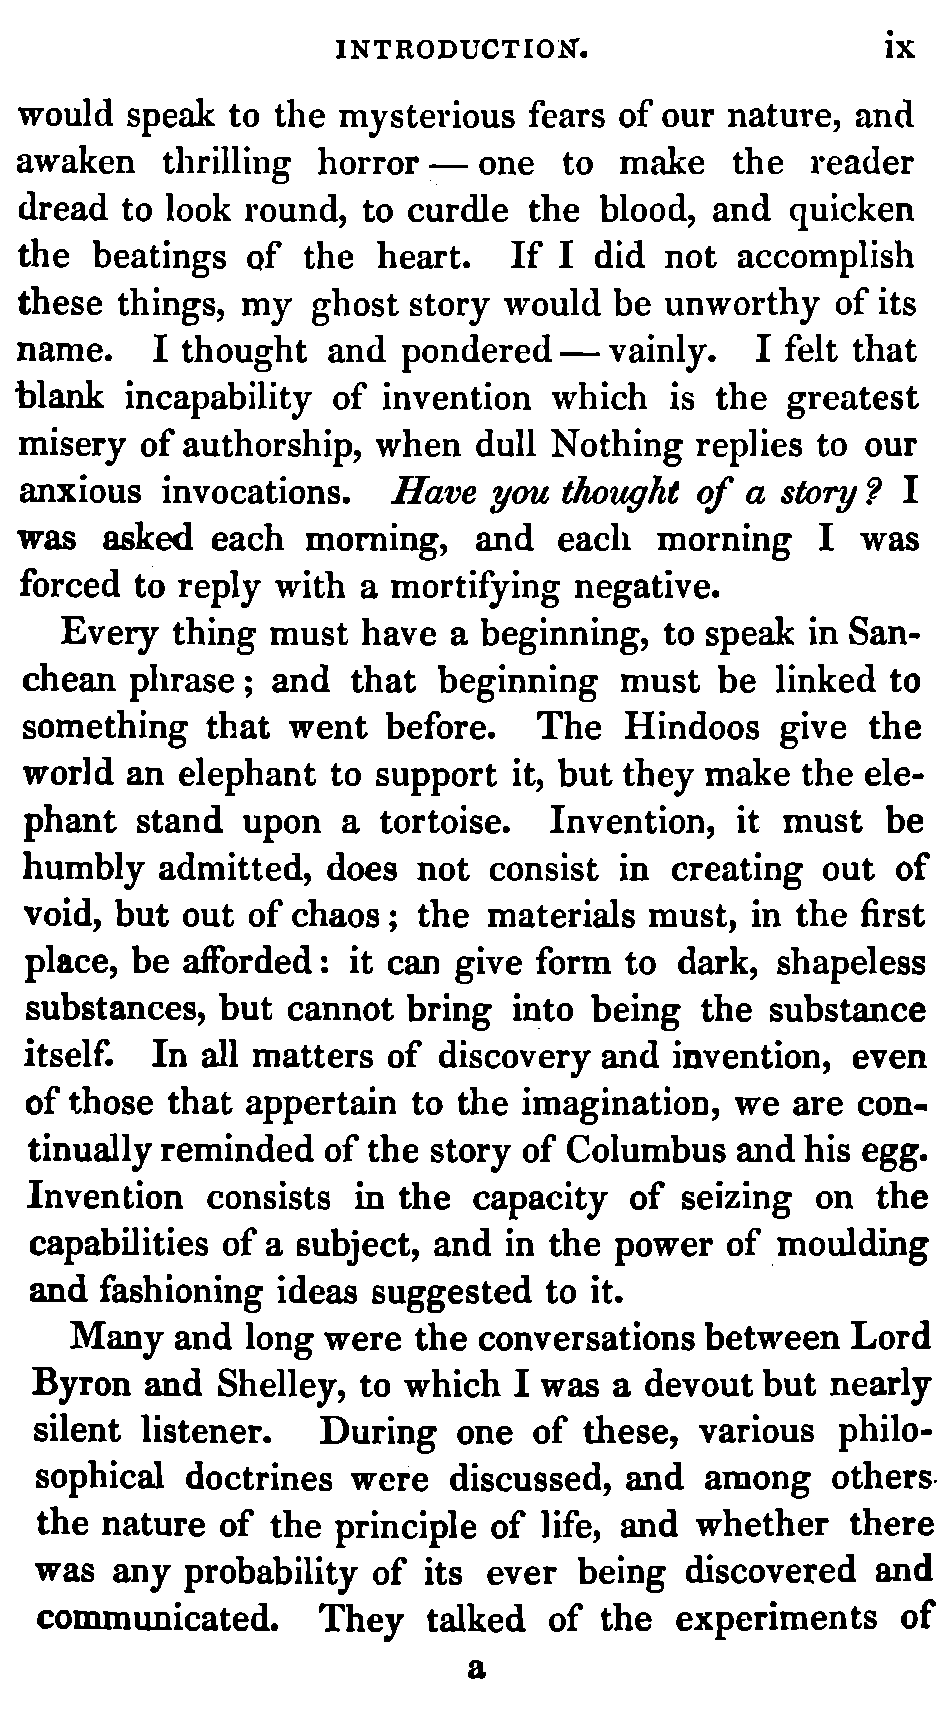 INTRODUCTION. ix
would speak to the mysterious fears of our nature, and
awaken thrilling horror — one to make the reader
dread to look round, to curdle the blood, and quicken
the beatings of the heart. If I did not accomplish
these things, my ghost story would be unworthy of its
name. I thought and pondered — vainly. I felt that
blank incapability of invention which is the greatest
misery of authorship, when dull Nothing replies to our
anxious invocations. Have you thought of a story? I
was asked each morning, and each morning I was
forced to reply with a mortifying negative.
Every thing must have a beginning, to speak in San-
chean phrase; and that beginning must be linked to
something that went before. The Hindoos give the
world an elephant to support it, but they make the ele-
phant stand upon a tortoise. Invention, it must be
humbly admitted, does not consist in creating out of
void, but out of chaos; the materials must, in the first
place, be afforded: it can give form to dark, shapeless
substances, but cannot bring into being the substance
itself. In all matters of discovery and invention, even
of those that appertain to the imagination, we are con-
tinually reminded of the story of Columbus and his egg.
Invention consists in the capacity of seizing on the
capabilities of a subject, and in the power of moulding
and fashioning ideas suggested to it.
Many and long were the conversations between Lord
Byron and Shelley, to which I was a devout but nearly
silent listener. During one of these, various philo-
sophical doctrines were discussed, and among others
the nature of the principle of life, and whether there
was any probability of its ever being discovered and
communicated. They talked of the experiments of
a